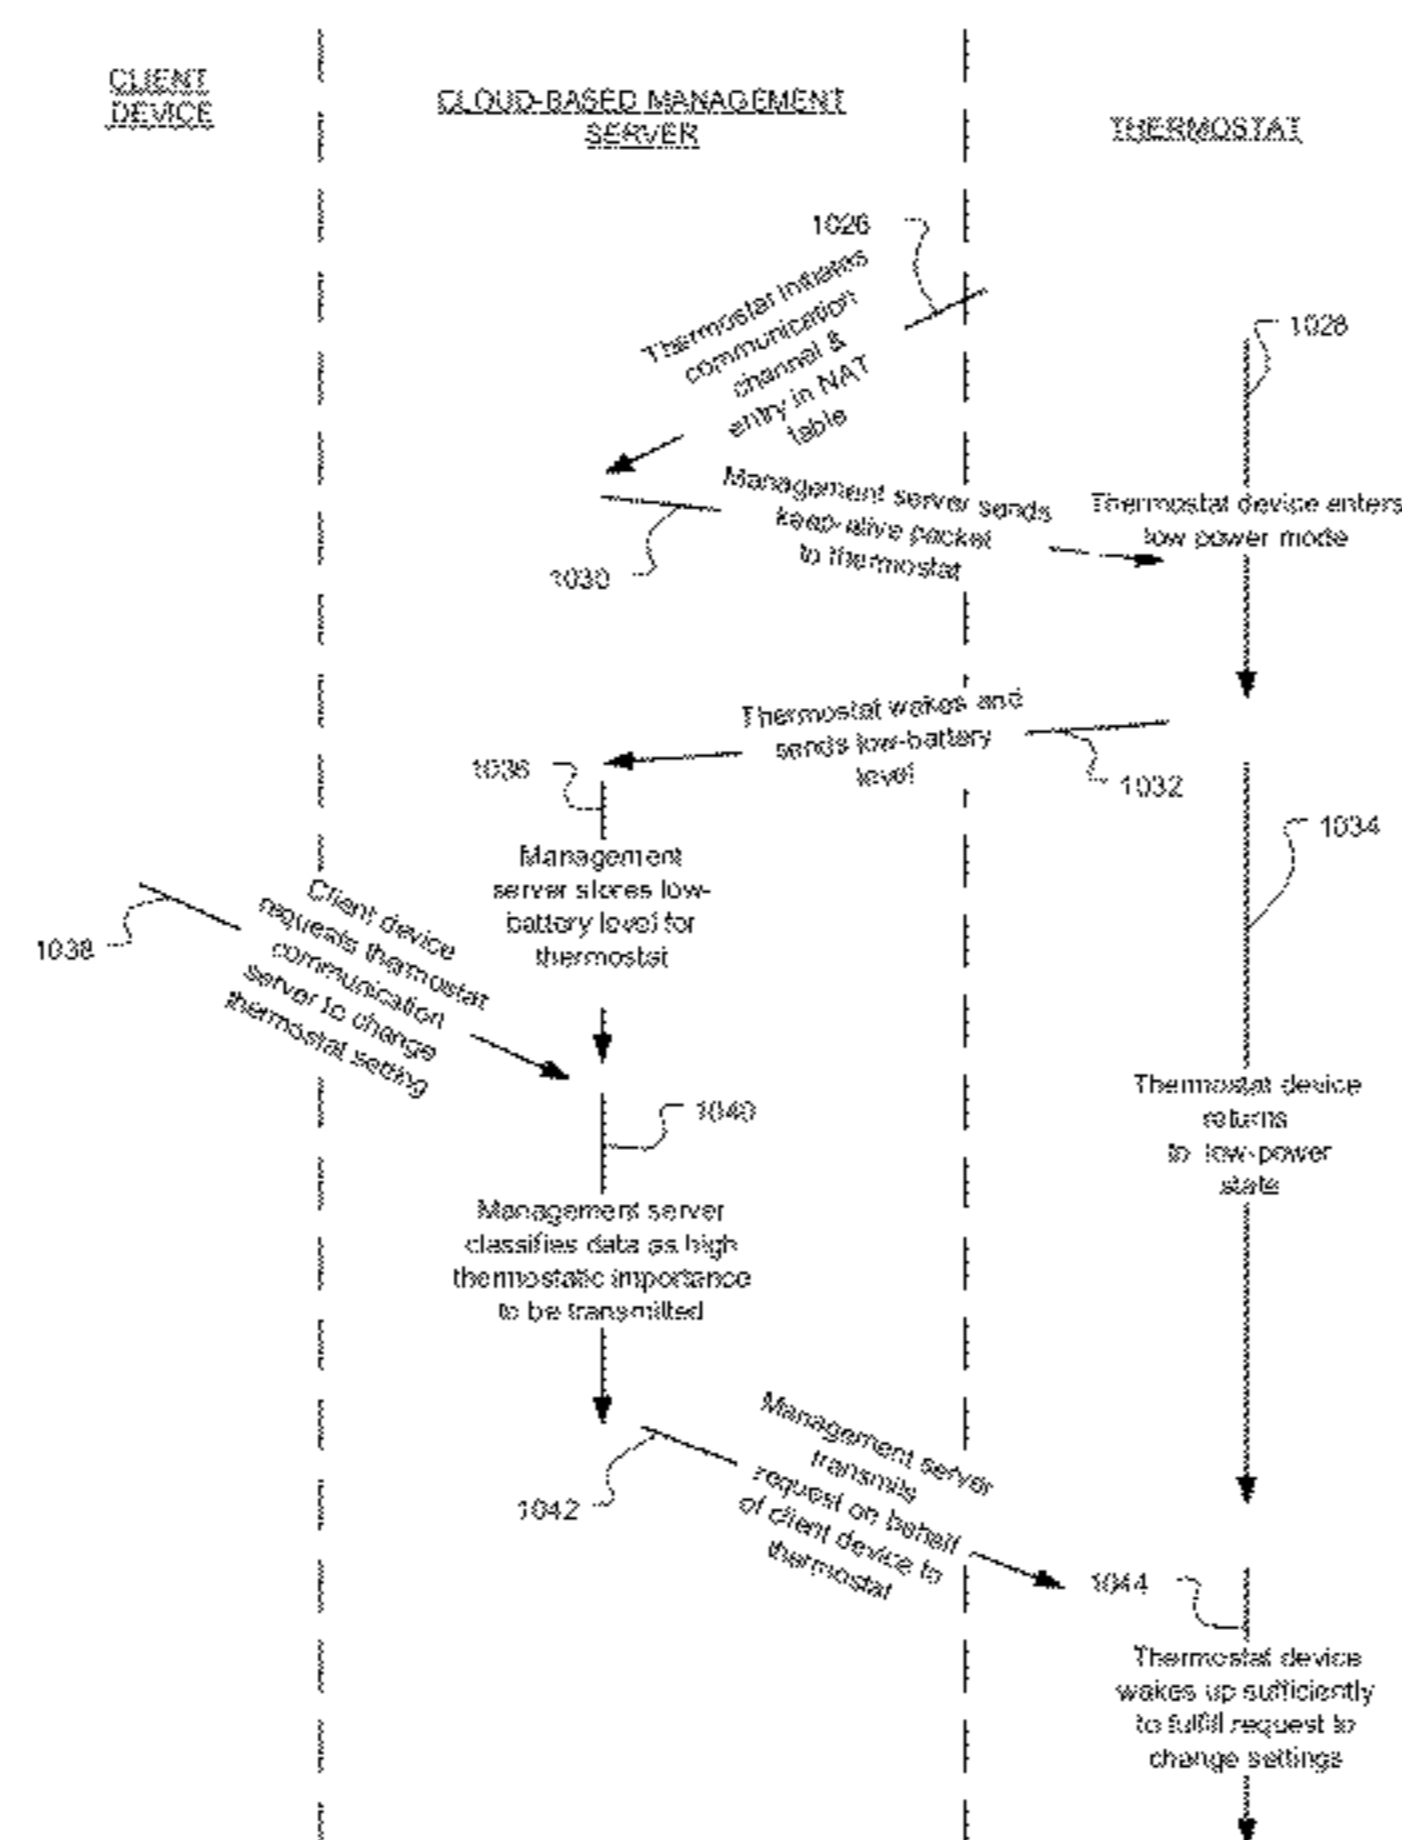 CLIENT
DEVICE
CLOUD-BASED MANAGEMENT
SERVER
THERMOSTAT
1026
Thermostat initiates
communication
channel &
entry in NAT
table
1028
Thermostat device enters
low power mode
Management server sends
keep-alive packet
to thermostat
1030
Thermostat wakes and
sends low-battery
level
1032
1036
Management
server stores low-
battery level for
thermostat
1034
Thermostat device
returns
to low-power
state
1038
Client device
requests thermostat
communication
server to change
thermostat setting
1040
Management server
classifies data as high
thermostatic importance
to be transmitted
1042
Management server
transmits
request on behalf
of client device to
thermostat
1044
Thermostat device
wakes up sufficiently
to fulfill request to
change settings